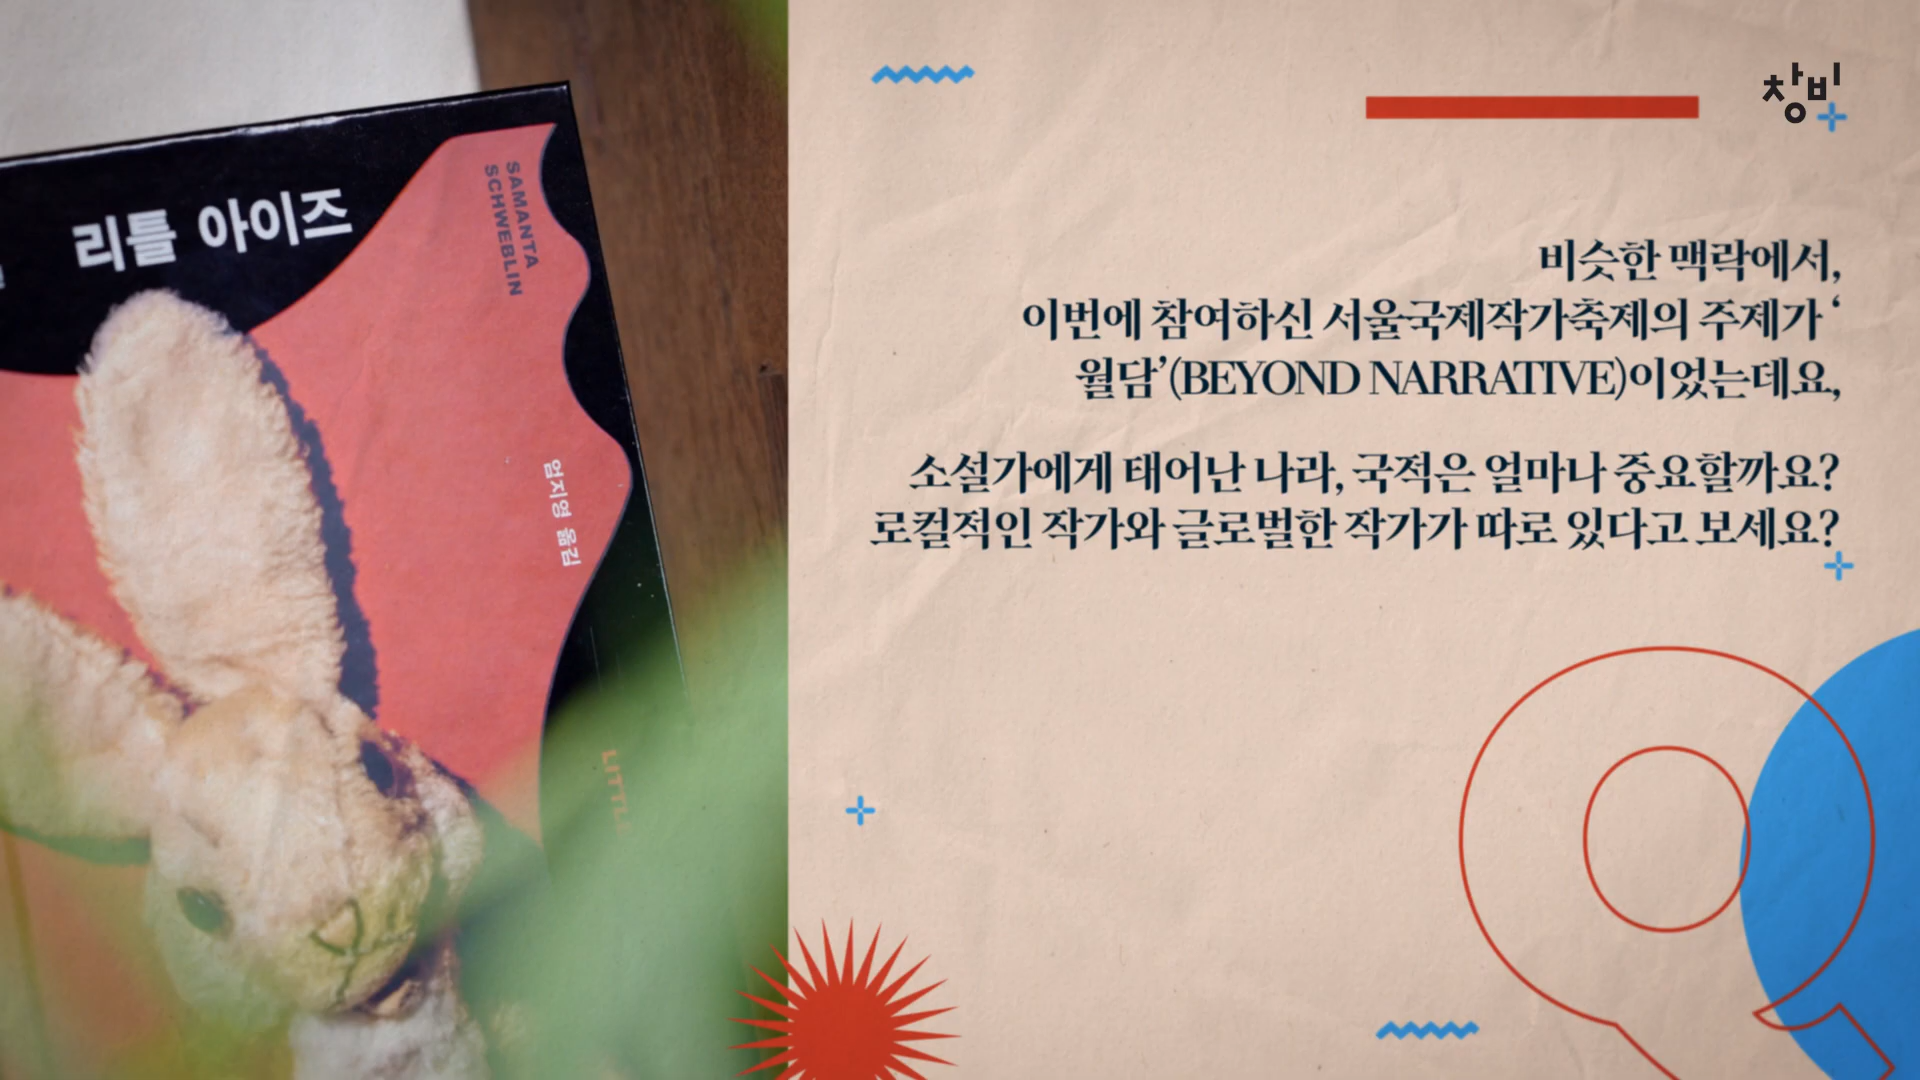 리틀 아이즈
SAMANTA
SCHWEBLIN
엄지영 옮김
LITTLE
창비
비슷한 맥락에서,
이번에 참여하신 서울국제작가축제의 주제가 ‘
월담’(BEYOND NARRATIVE)이었는데요,
소설가에게 태어난 나라, 국적은 얼마나 중요할까요?
로컬적인 작가와 글로벌한 작가가 따로 있다고 보세요?
Q